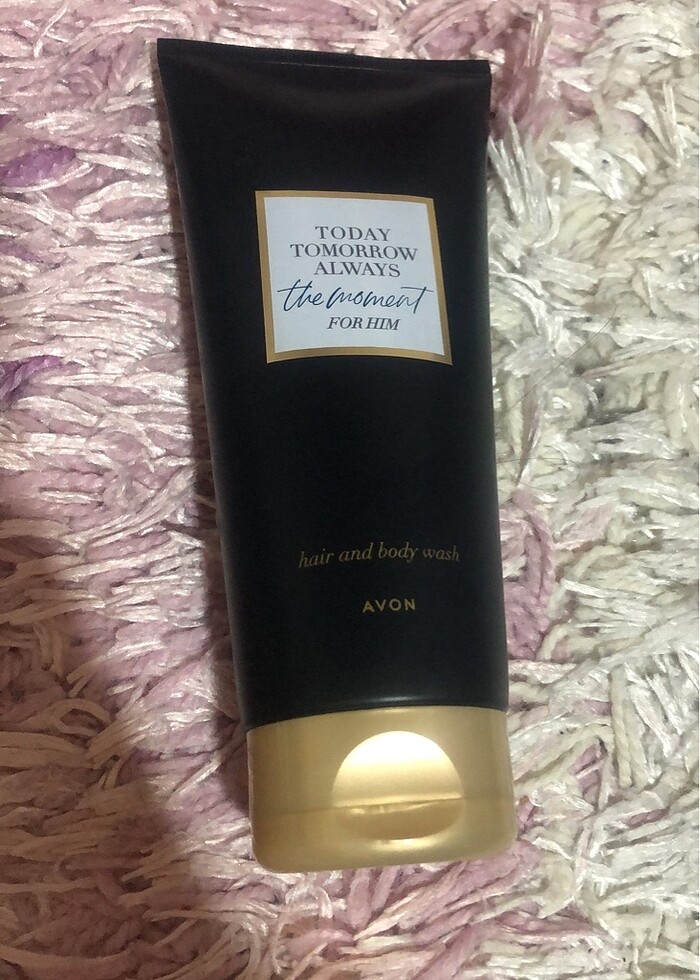 TODAY
TOMORROW
ALWAYS
the moment
FOR HIM
hair and body wash
AVON